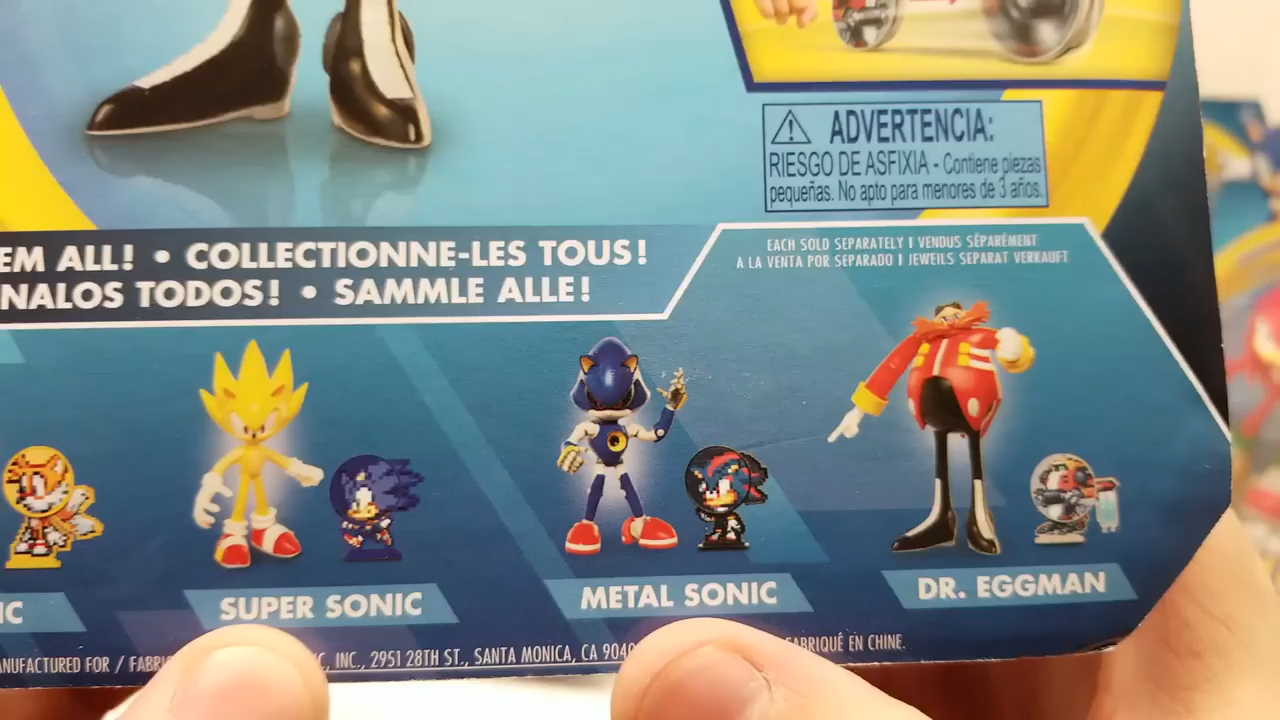 ADVERTENCIA:
RIESGO DE ASFIXIA - Contiene piezas
pequeñas. No apto para menores de 3 años.
EM ALL! • COLLECTIONNE-LES TOUS!
NALOS TODOS! • SAMMLE ALLE!
EACH SOLD SEPARATELY | VENDUS SÉPARÉMENT
A LA VENTA POR SEPARADO | JEWEILS SEPARAT VERKAUFT
IC
SUPER SONIC
METAL SONIC
DR. EGGMAN
ANUFACTURED FOR / FABRI C, INC., 2951 28TH ST., SANTA MONICA, CA 9040 FABRIQUÉ EN CHINE.